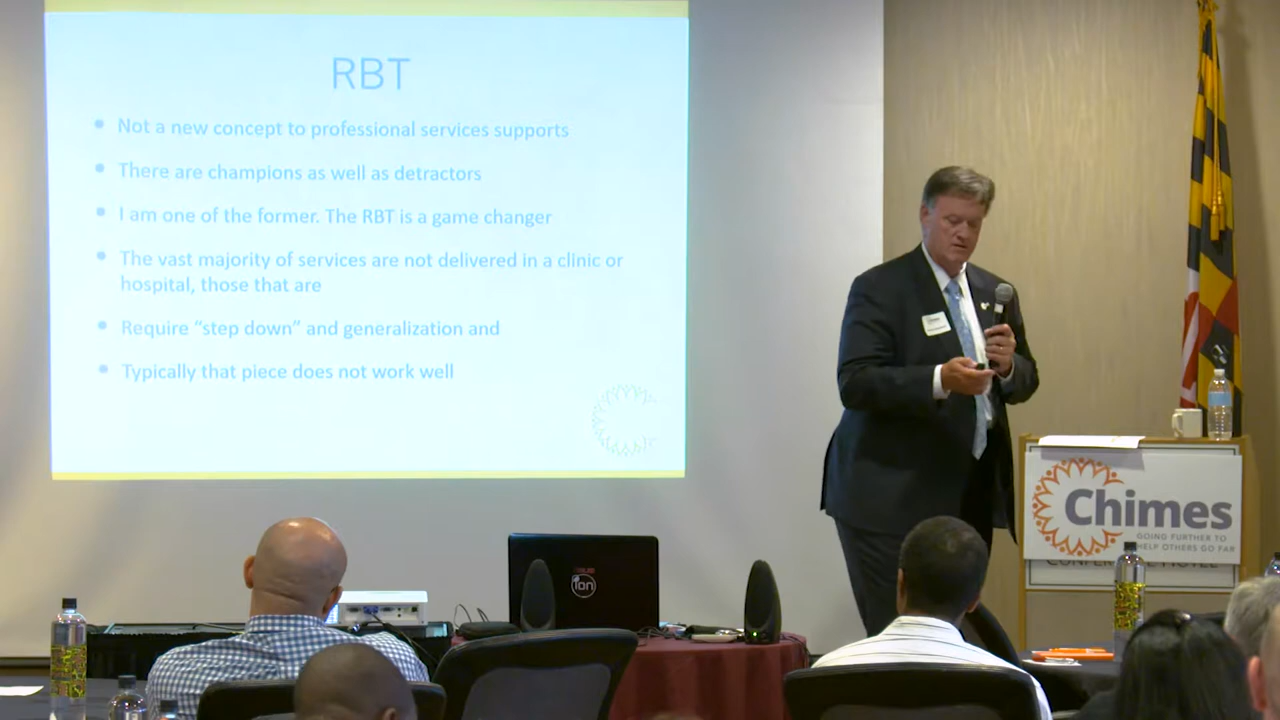 RBT
Not a new concept to professional services supports
There are champions as well as detractors
I am one of the former. The RBT is a game changer
The vast majority of services are not delivered in a clinic or
hospital, those that are
Require “step down” and generalization and
Typically that piece does not work well
Chimes
GOING FURTHER TO
HELP OTHERS GO FAR
ion